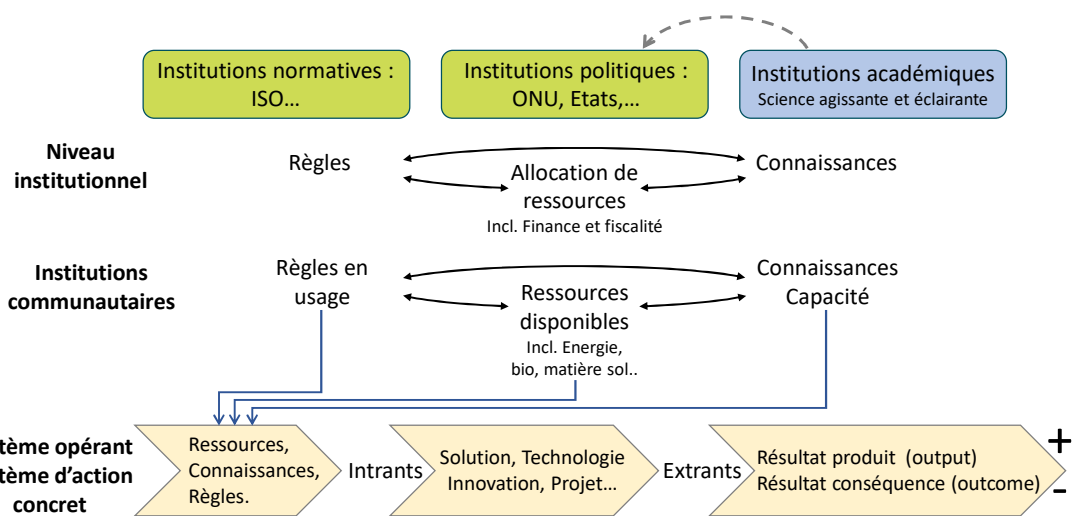 Institutions normatives :
ISO…
Institutions politiques :
ONU, Etats,…
Institutions académiques
Science agissante et éclairante
Niveau
institutionnel
Règles
Allocation de
ressources
Incl. Finance et fiscalité
Connaissances
Institutions
communautaires
Règles en
usage
Ressources
disponibles
Incl. Energie,
bio, matière sol..
Connaissances
Capacité
tème opérant
tème d’action
concret
Ressources,
Connaissances,
Règles.
Intrants
Solution, Technologie
Innovation, Projet…
Extrants
Résultat produit (output)
Résultat conséquence (outcome)
+
-